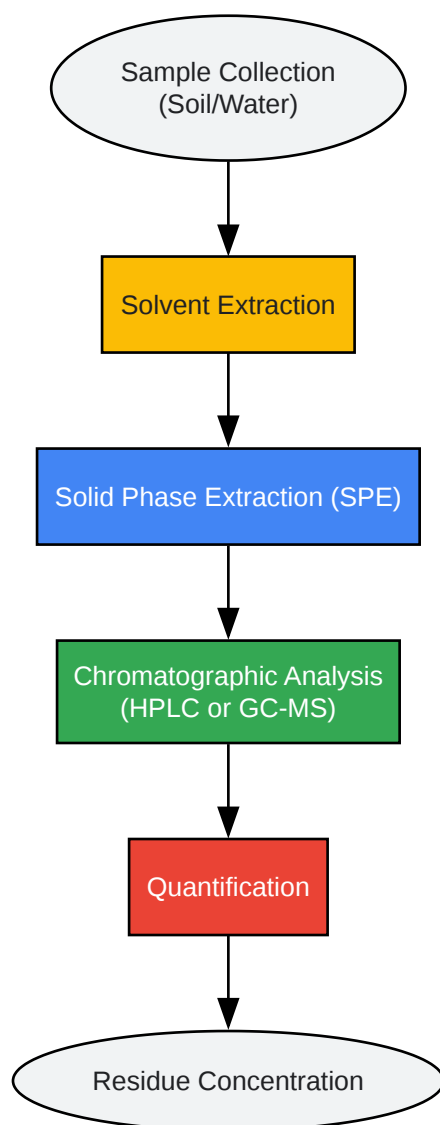 Sample Collection
(Soil/Water)
Solvent Extraction
Solid Phase Extraction (SPE)
Chromatographic Analysis
(HPLC or GC-MS)
Quantification
Residue Concentration